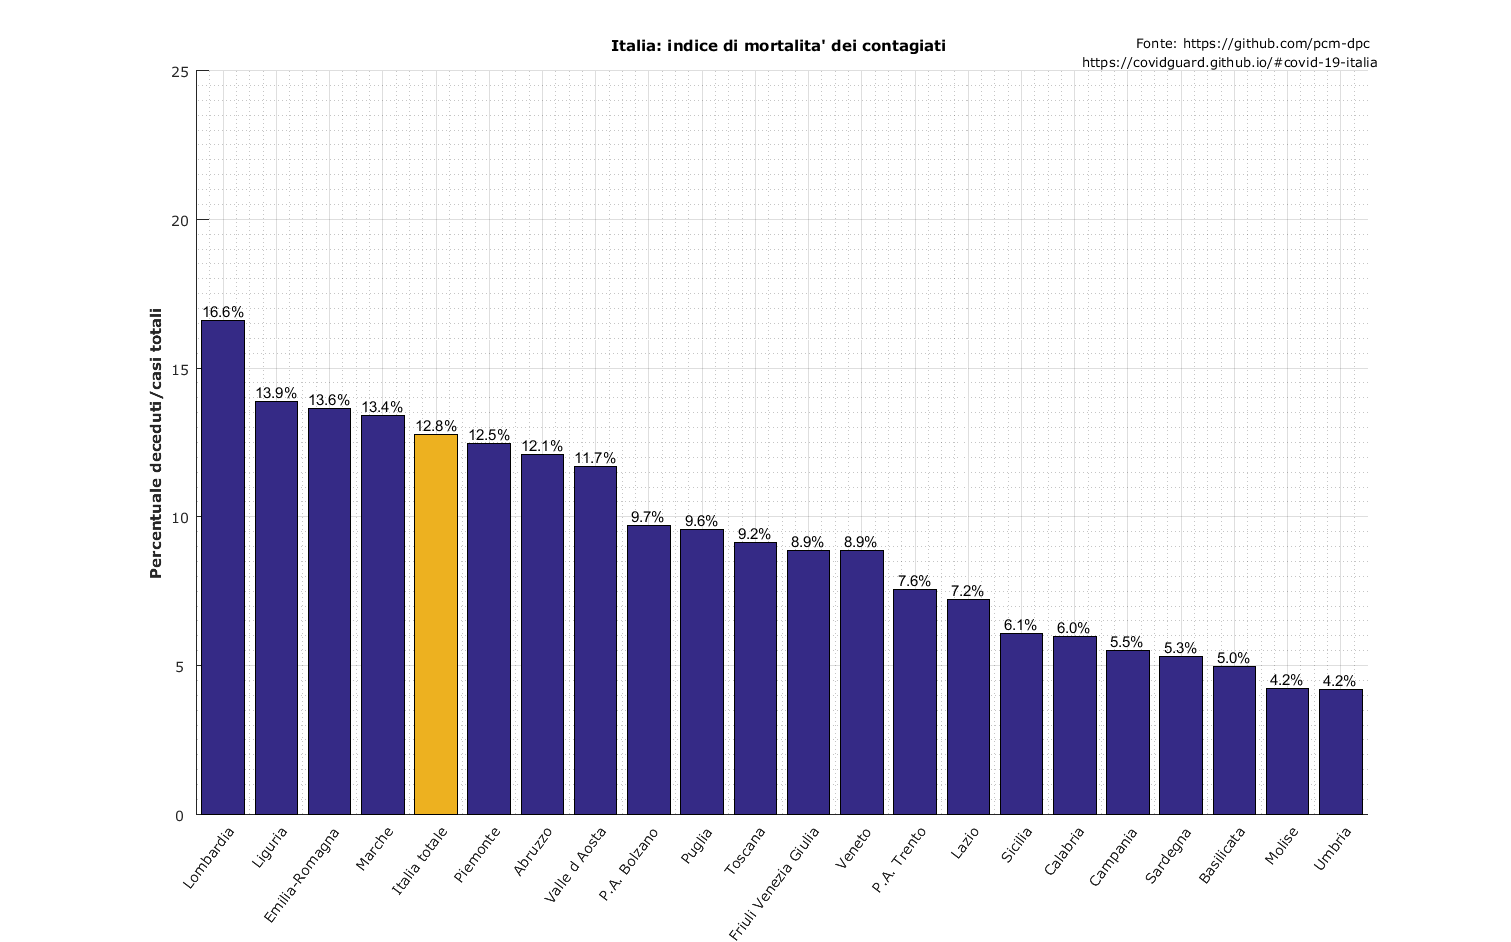 Italia: indice di mortalita' dei contagiati
Fonte: https://github.com/pcm-dpc
https://covidguard.github.io/#covid-19-italia
Percentuale deceduti/casi totali
25
20
15
10
5
0
16.6%
13.9%
13.6%
13.4%
12.8%
12.5%
12.1%
11.7%
9.7%
9.6%
9.2%
8.9%
8.9%
7.6%
7.2%
6.1%
6.0%
5.5%
5.3%
5.0%
4.2%
4.2%
Lombardia
Liguria
Emilia-Romagna
Marche
Italia totale
Piemonte
Abruzzo
Valle d Aosta
P.A. Bolzano
Puglia
Toscana
Friuli Venezia Giulia
Veneto
P.A. Trento
Lazio
Sicilia
Calabria
Campania
Sardegna
Basilicata
Molise
Umbria